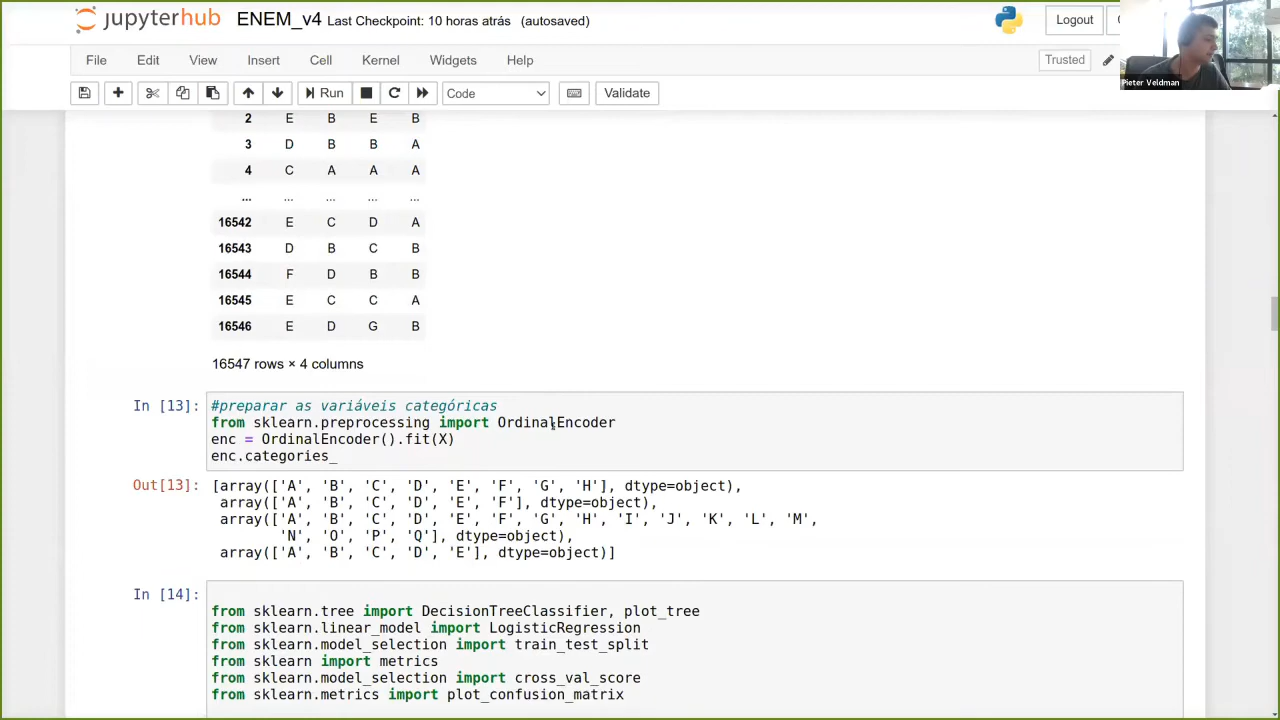 jupyterhub ENEM_v4 Last Checkpoint: 10 horas atrás (autosaved) Logout
Pieter Veldman
File Edit View Insert Cell Kernel Widgets Help Trusted
Run Code Validate
2 E B E B
3 D B B A
4 C A A A
... ... ... ... ...
16542 E C D A
16543 D B C B
16544 F D B B
16545 E C C A
16546 E D G B
16547 rows × 4 columns
In [13]: #preparar as variáveis categóricas
from sklearn.preprocessing import OrdinalEncoder
enc = OrdinalEncoder().fit(X)
enc.categories_
Out[13]: [array(['A', 'B', 'C', 'D', 'E', 'F', 'G', 'H'], dtype=object),
array(['A', 'B', 'C', 'D', 'E', 'F'], dtype=object),
array(['A', 'B', 'C', 'D', 'E', 'F', 'G', 'H', 'I', 'J', 'K', 'L', 'M',
'N', 'O', 'P', 'Q'], dtype=object),
array(['A', 'B', 'C', 'D', 'E'], dtype=object)]
In [14]:
from sklearn.tree import DecisionTreeClassifier, plot_tree
from sklearn.linear_model import LogisticRegression
from sklearn.model_selection import train_test_split
from sklearn import metrics
from sklearn.model_selection import cross_val_score
from sklearn.metrics import plot_confusion_matrix